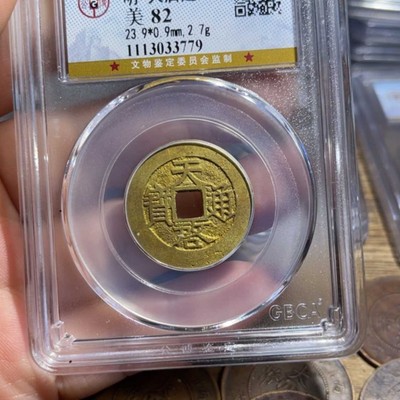 美 82
23.9*0.9mm,2.7g
1113033779
★ 文物鉴定委员会监制 ★
天
寳 通
啓
GBCA